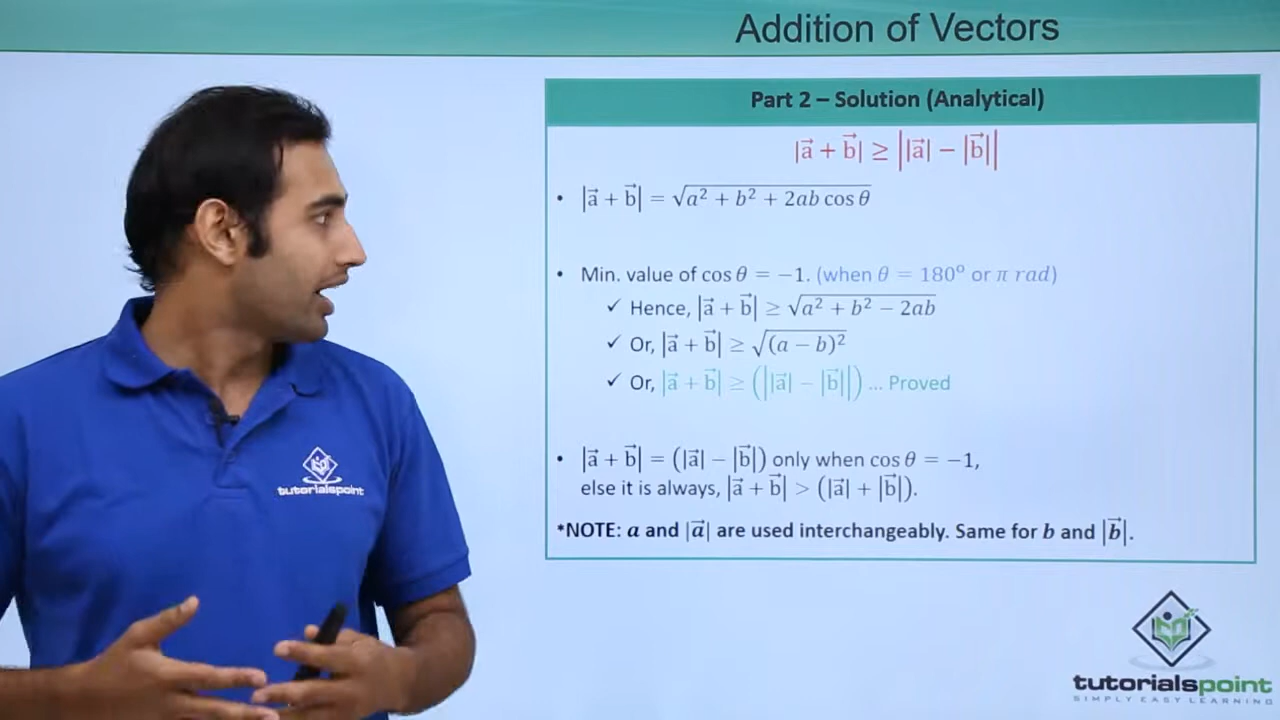 Addition of Vectors
Part 2 – Solution (Analytical)
|a⃗ + b⃗| ≥ ||a⃗| − |b⃗||
• |a⃗ + b⃗| = √(a² + b² + 2ab cos θ)
• Min. value of cos θ = −1. (when θ = 180° or π rad)
✓ Hence, |a⃗ + b⃗| ≥ √(a² + b² − 2ab)
✓ Or, |a⃗ + b⃗| ≥ √((a − b)²)
✓ Or, |a⃗ + b⃗| ≥ (||a⃗| − |b⃗||) ... Proved
• |a⃗ + b⃗| = (|a⃗| − |b⃗|) only when cos θ = −1,
else it is always, |a⃗ + b⃗| > (|a⃗| + |b⃗|).
*NOTE: a and |a⃗| are used interchangeably. Same for b and |b⃗|.
tutorialspoint
tutorialspoint
SIMPLY EASY LEARNING